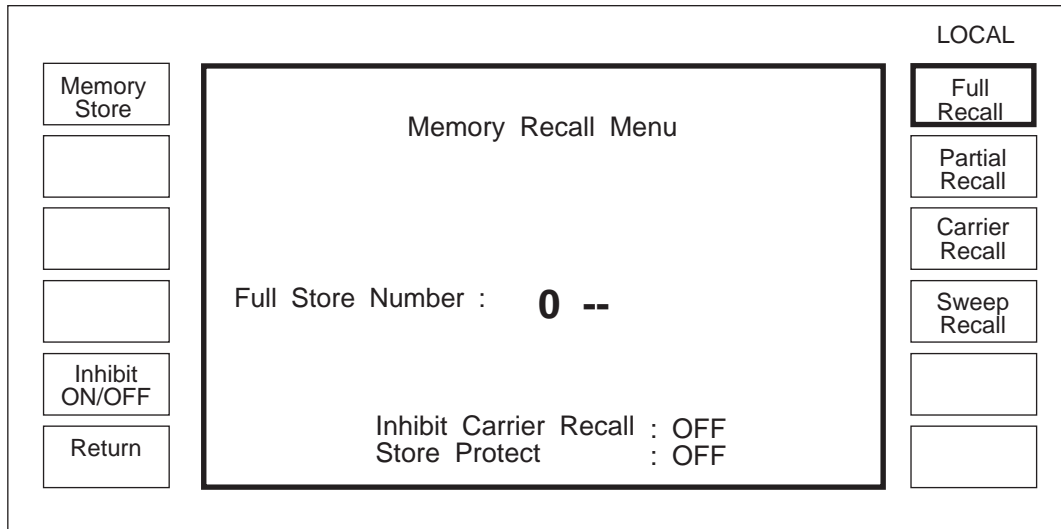 LOCAL
Memory
Store
Inhibit
ON/OFF
Return
Memory Recall Menu
Full Store Number : 0 --
Inhibit Carrier Recall : OFF
Store Protect : OFF
Full
Recall
Partial
Recall
Carrier
Recall
Sweep
Recall